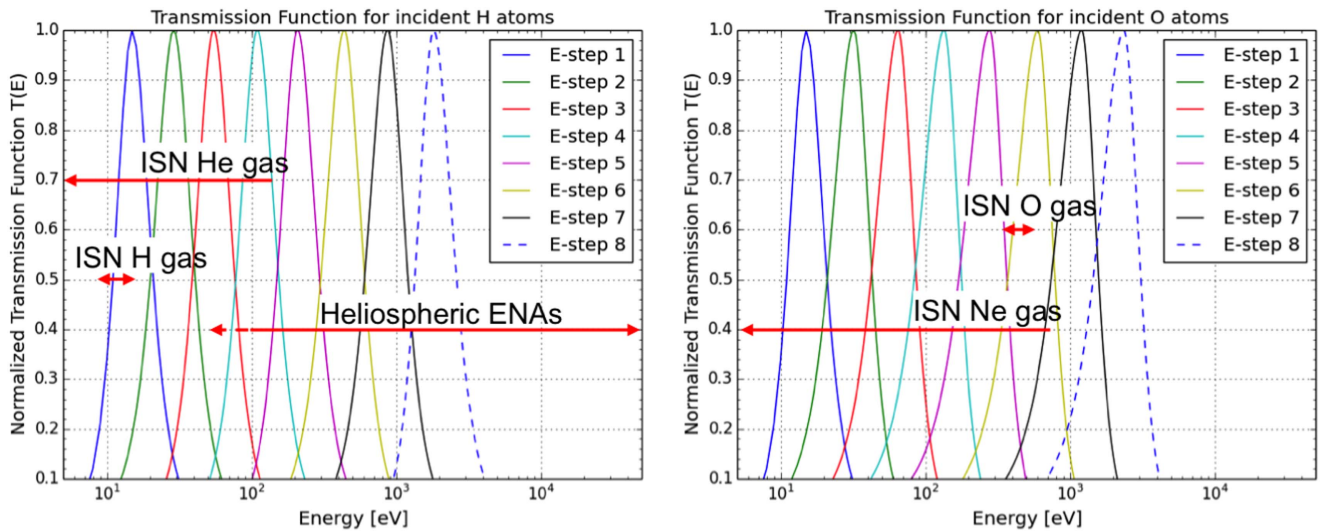 Transmission Function for incident H atoms
Normalized Transmission Function T(E)
1.0
0.9
0.8
0.7
0.6
0.5
0.4
0.3
0.2
0.1
E-step 1
E-step 2
E-step 3
E-step 4
E-step 5
E-step 6
E-step 7
E-step 8
ISN He gas
ISN H gas
Heliospheric ENAs
10¹
10²
10³
10⁴
Energy [eV]
Transmission Function for incident O atoms
Normalized Transmission Function T(E)
1.0
0.9
0.8
0.7
0.6
0.5
0.4
0.3
0.2
0.1
E-step 1
E-step 2
E-step 3
E-step 4
E-step 5
E-step 6
E-step 7
E-step 8
ISN O gas
ISN Ne gas
10¹
10²
10³
10⁴
Energy [eV]